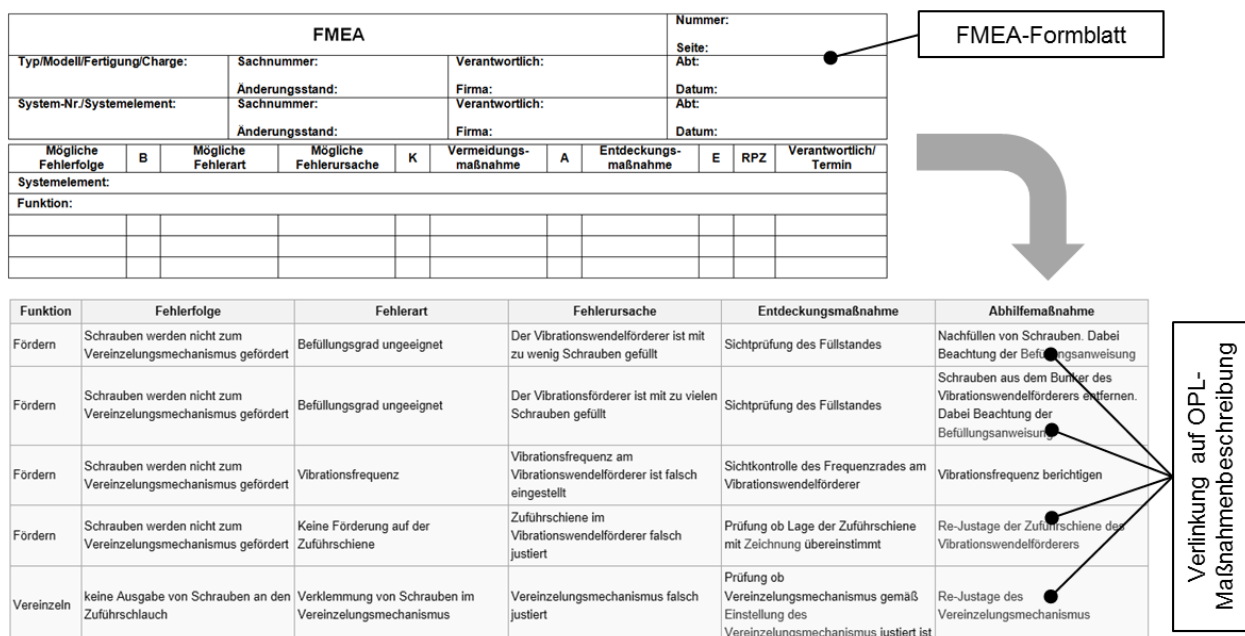 FMEA
Nummer:
Seite:
Typ/Modell/Fertigung/Charge:
Sachnummer:
Änderungsstand:
Verantwortlich:
Firma:
Abt:
Datum:
System-Nr./Systemelement:
Sachnummer:
Änderungsstand:
Verantwortlich:
Firma:
Abt:
Datum:
Mögliche
Fehlerfolge
B
Mögliche
Fehlerart
Mögliche
Fehlerursache
K
Vermeidungs-
maßnahme
A
Entdeckungs-
maßnahme
E
RPZ
Verantwortlich/
Termin
Systemelement:
Funktion:
FMEA-Formblatt
Funktion
Fehlerfolge
Fehlerart
Fehlerursache
Entdeckungsmaßnahme
Abhilfemaßnahme
Fördern
Schrauben werden nicht zum
Vereinzelungsmechanismus gefördert
Befüllungsgrad ungeeignet
Der Vibrationswendelförderer ist mit
zu wenig Schrauben gefüllt
Sichtprüfung des Füllstandes
Nachfüllen von Schrauben. Dabei
Beachtung der Befüllungsanweisung
Fördern
Schrauben werden nicht zum
Vereinzelungsmechanismus gefördert
Befüllungsgrad ungeeignet
Der Vibrationsförderer ist mit zu vielen
Schrauben gefüllt
Sichtprüfung des Füllstandes
Schrauben aus dem Bunker des
Vibrationswendelförderers entfernen.
Dabei Beachtung der
Befüllungsanweisung
Fördern
Schrauben werden nicht zum
Vereinzelungsmechanismus gefördert
Vibrationsfrequenz
Vibrationsfrequenz am
Vibrationswendelförderer ist falsch
eingestellt
Sichtkontrolle des Frequenzrades am
Vibrationswendelförderer
Vibrationsfrequenz berichtigen
Fördern
Schrauben werden nicht zum
Vereinzelungsmechanismus gefördert
Keine Förderung auf der
Zuführschiene
Zuführschiene im
Vibrationswendelförderer falsch
justiert
Prüfung ob Lage der Zuführschiene
mit Zeichnung übereinstimmt
Re-Justage der Zuführschiene des
Vibrationswendelförderers
Vereinzeln
keine Ausgabe von Schrauben an den
Zuführschlauch
Verklemmung von Schrauben im
Vereinzelungsmechanismus
Vereinzelungsmechanismus falsch
justiert
Prüfung ob
Vereinzelungsmechanismus gemäß
Einstellung des
Vereinzelungsmechanismus justiert ist
Re-Justage des
Vereinzelungsmechanismus
Verlinkung auf OPL-
Maßnahmenbeschreibung